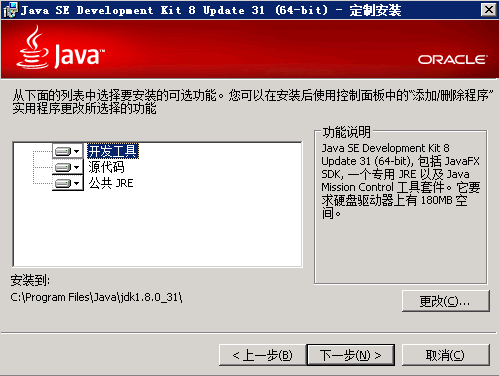 Java SE Development Kit 8 Update 31 (64-bit) - 定制安装
Java™
ORACLE
从下面的列表中选择要安装的可选功能。您可以在安装后使用控制面板中的“添加/删除程序”
实用程序更改所选择的功能
开发工具
源代码
公共 JRE
功能说明
Java SE Development Kit 8
Update 31 (64-bit), 包括 JavaFX
SDK, 一个专用 JRE 以及 Java
Mission Control 工具套件。它要
求硬盘驱动器上有 180MB 空
间。
安装到:
C:\Program Files\Java\jdk1.8.0_31\
更改(C)...
< 上一步(B)
下一步(N) >
取消(C)